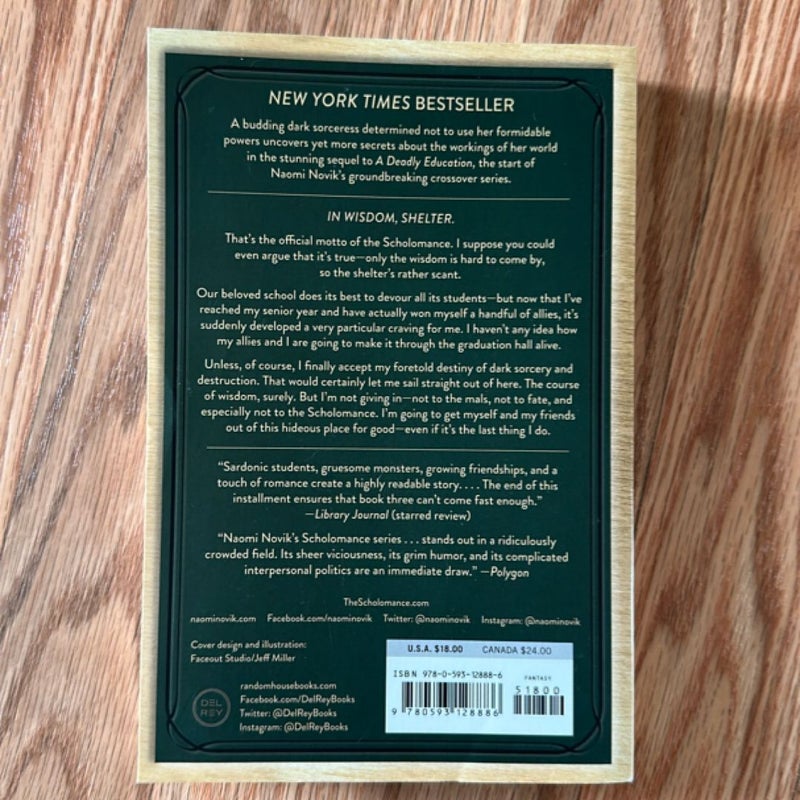 NEW YORK TIMES BESTSELLER
A budding dark sorceress determined not to use her formidable
powers uncovers yet more secrets about the workings of her world
in the stunning sequel to A Deadly Education, the start of
Naomi Novik's groundbreaking crossover series.
IN WISDOM, SHELTER.
That's the official motto of the Scholomance. I suppose you could
even argue that it's true—only the wisdom is hard to come by,
so the shelter's rather scant.
Our beloved school does its best to devour all its students—but now that I've
reached my senior year and have actually won myself a handful of allies, it's
suddenly developed a very particular craving for me. I haven't any idea how
my allies and I are going to make it through the graduation hall alive.
Unless, of course, I finally accept my foretold destiny of dark sorcery and
destruction. That would certainly let me sail straight out of here. The course
of wisdom, surely. But I'm not giving in—not to the mals, not to fate, and
especially not to the Scholomance. I'm going to get myself and my friends
out of this hideous place for good—even if it's the last thing I do.
"Sardonic students, gruesome monsters, growing friendships, and a
touch of romance create a highly readable story. . . . The end of this
installment ensures that book three can't come fast enough."
—Library Journal (starred review)
"Naomi Novik's Scholomance series . . . stands out in a ridiculously
crowded field. Its sheer viciousness, its grim humor, and its complicated
interpersonal politics are an immediate draw." —Polygon
TheScholomance.com
naominovik.com Facebook.com/naominovik Twitter: @naominovik Instagram: @naominovik
Cover design and illustration:
Faceout Studio/Jeff Miller
DEL REY
randomhousebooks.com
Facebook.com/DelReyBooks
Twitter: @DelReyBooks
Instagram: @DelReyBooks
U.S.A. $18.00 CANADA $24.00
ISBN 978-0-593-12888-6
FANTASY
51800
9 780593 128886